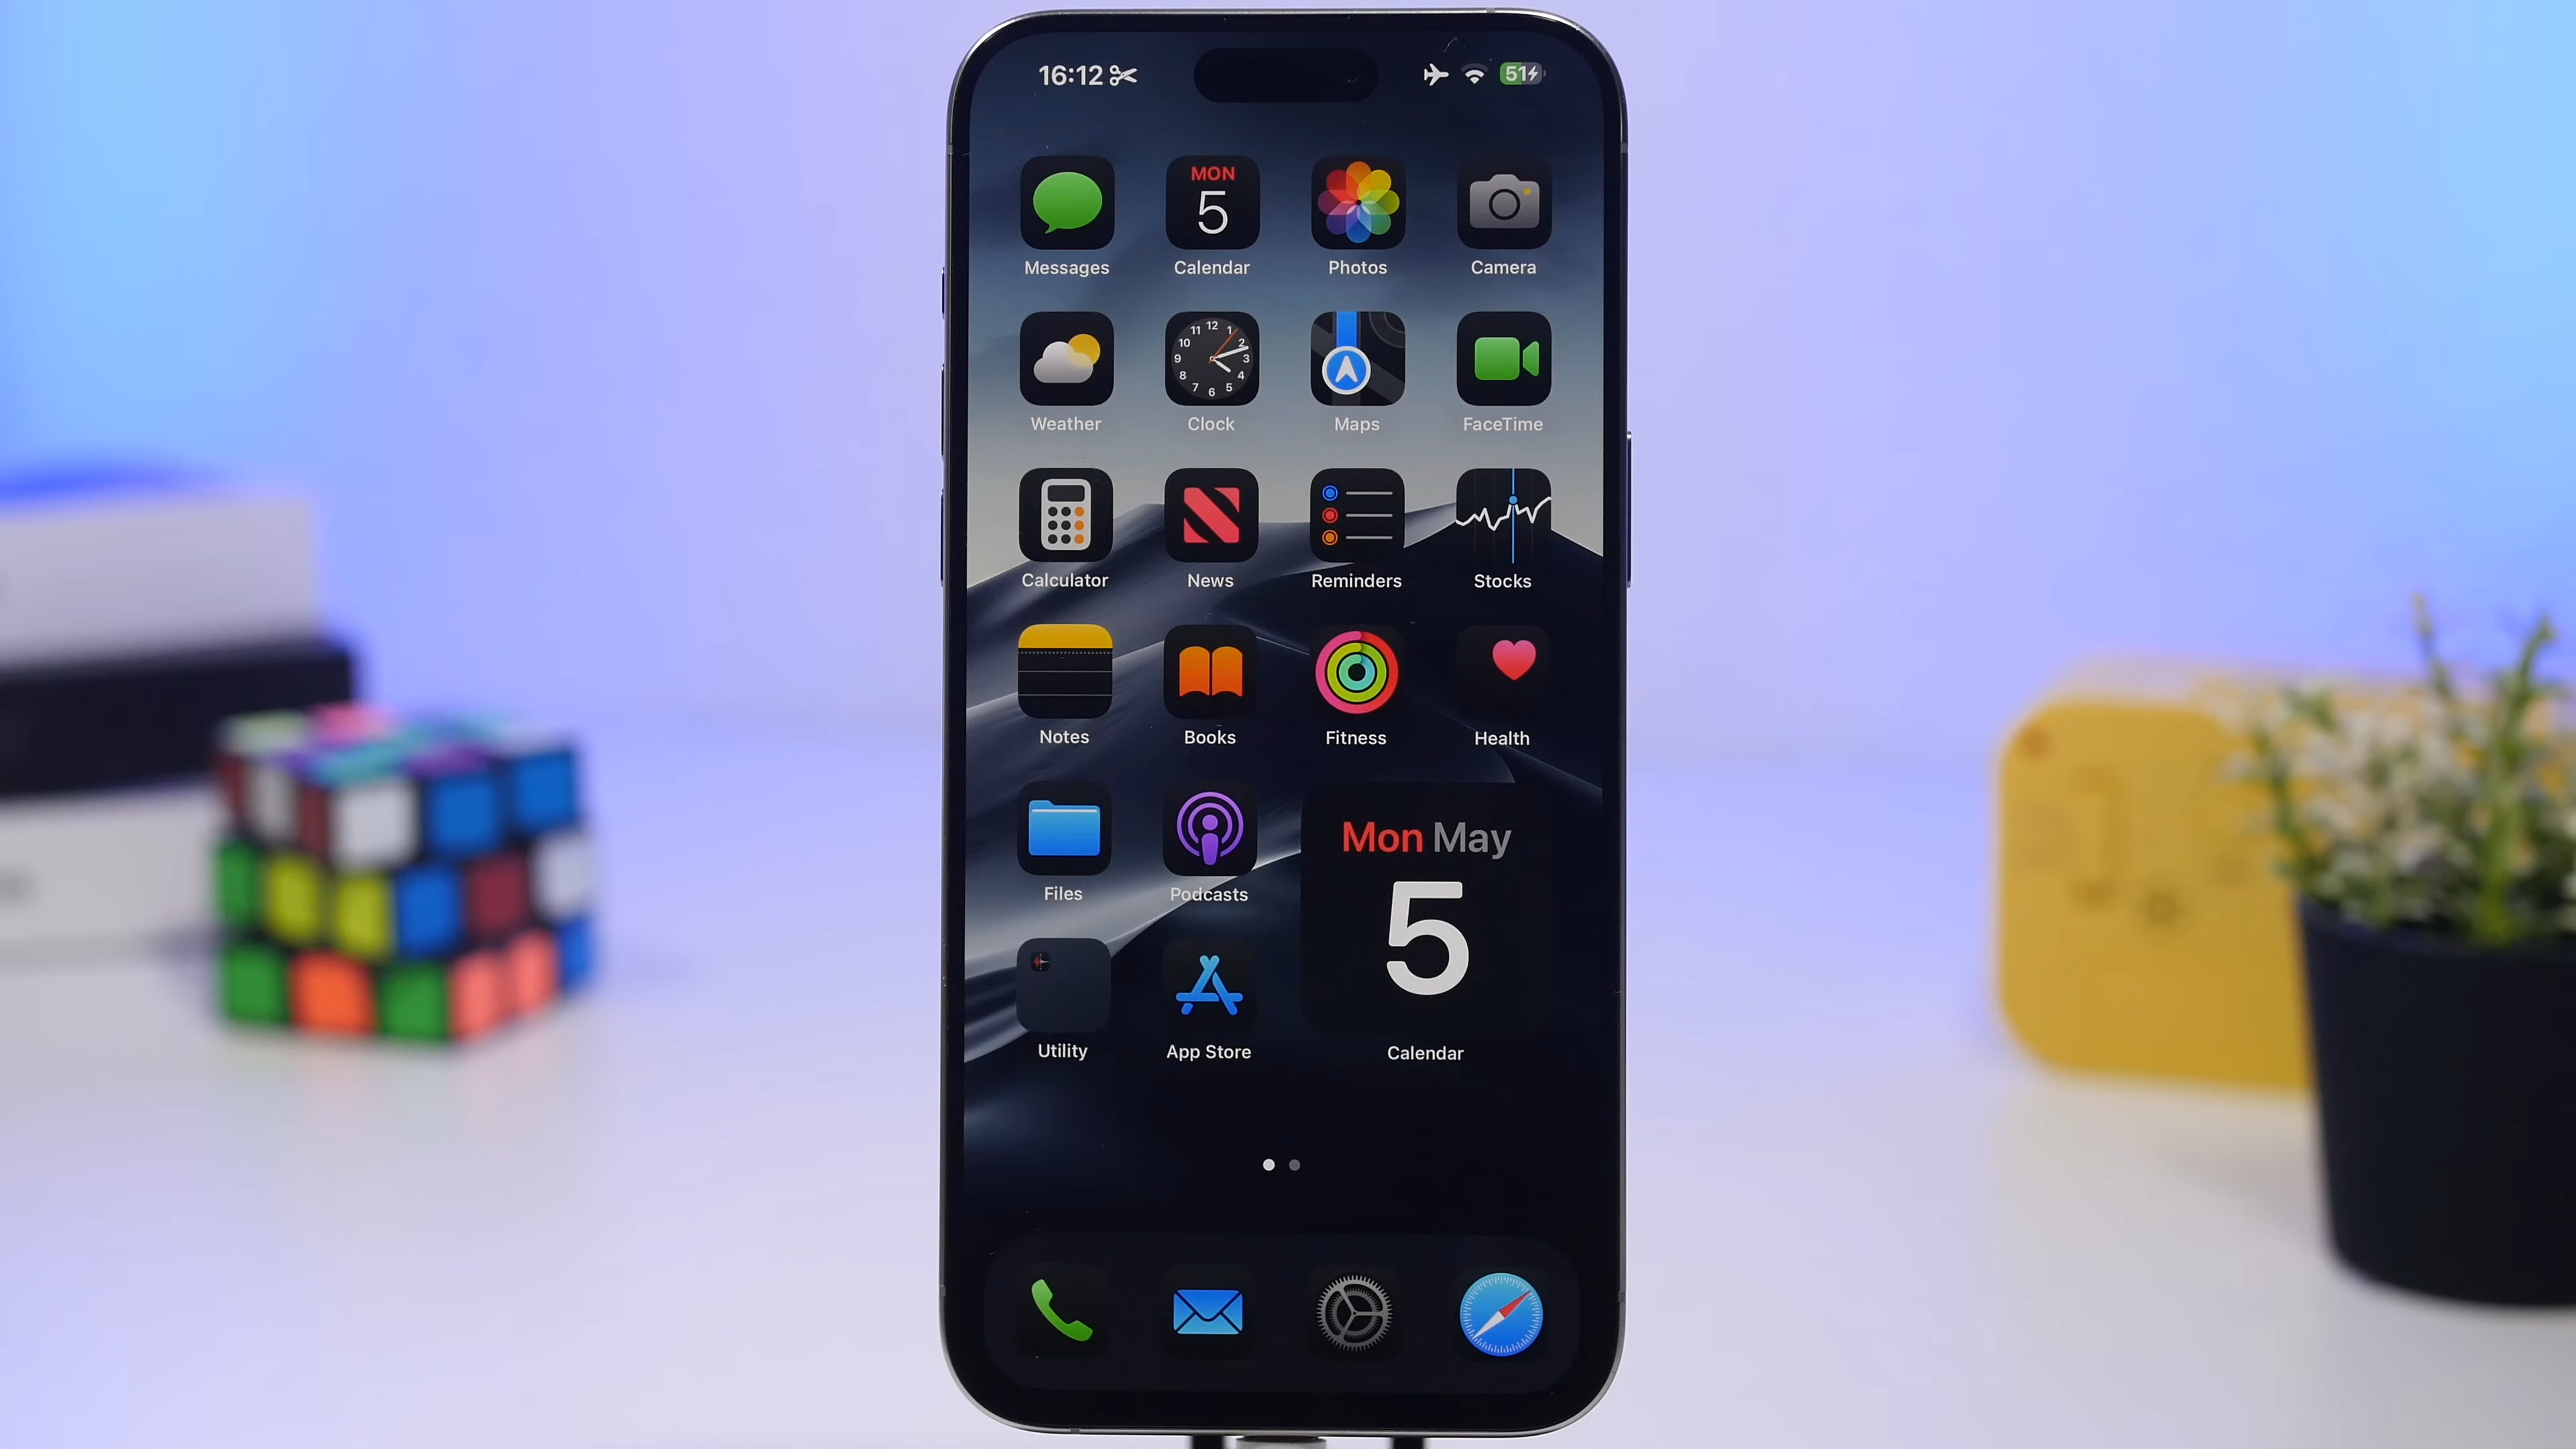 16:12
51
MON
5
Messages Calendar Photos Camera
12
11 1
10 2
9 3
8 4
7 5
6
Weather Clock Maps FaceTime
Calculator News Reminders Stocks
Notes Books Fitness Health
Mon May
5
Files Podcasts
Utility App Store Calendar